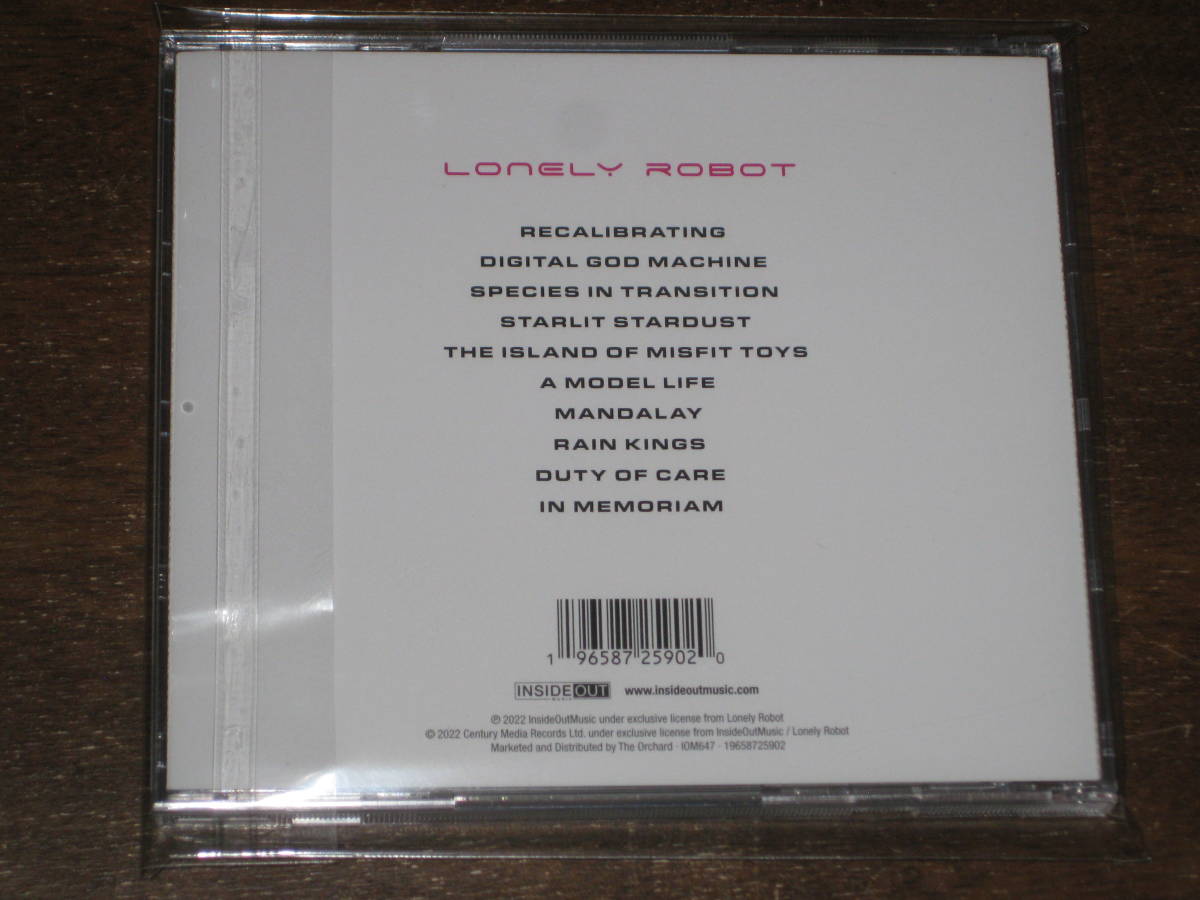 LONELY ROBOT
RECALIBRATING
DIGITAL GOD MACHINE
SPECIES IN TRANSITION
STARLIT STARDUST
THE ISLAND OF MISFIT TOYS
A MODEL LIFE
MANDALAY
RAIN KINGS
DUTY OF CARE
IN MEMORIAM
1 96587 25902 0
INSIDEOUT MUSIC www.insideoutmusic.com
℗ 2022 InsideOutMusic under exclusive license from Lonely Robot
© 2022 Century Media Records Ltd. under exclusive license from InsideOutMusic / Lonely Robot
Marketed and Distributed by The Orchard · IOM647 · 19658725902